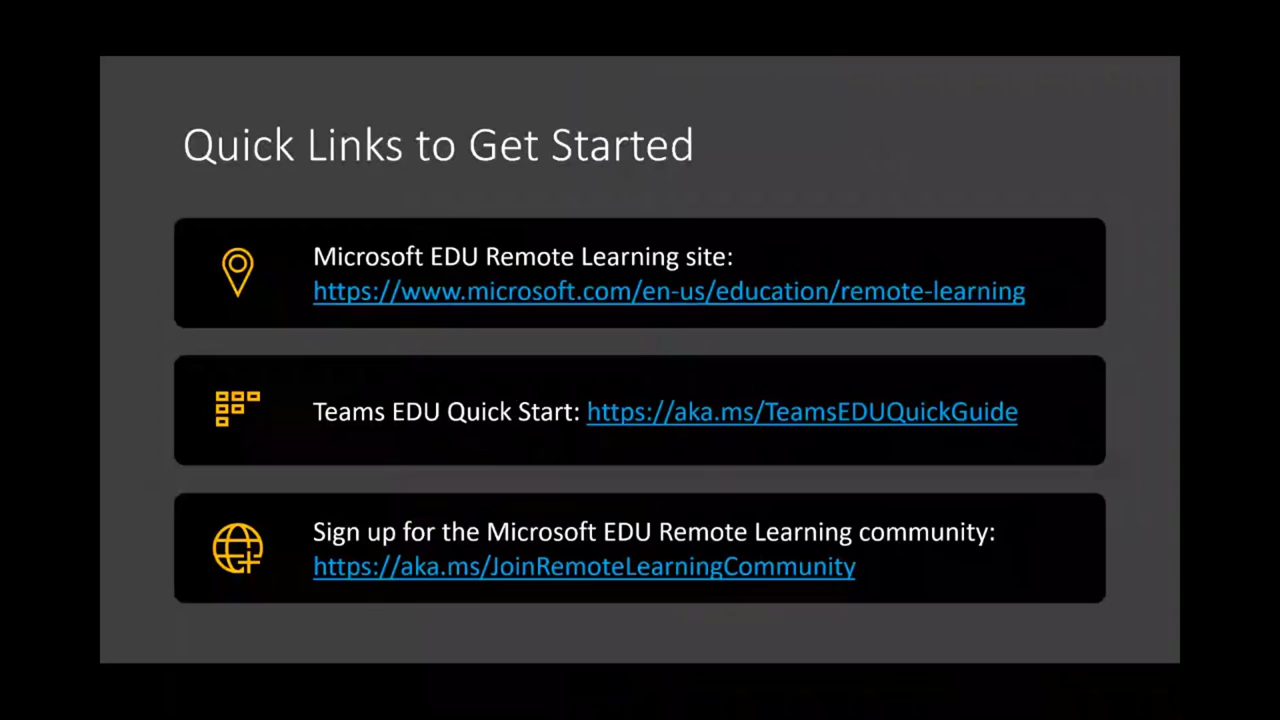 Quick Links to Get Started
Microsoft EDU Remote Learning site:
https://www.microsoft.com/en-us/education/remote-learning
Teams EDU Quick Start: https://aka.ms/TeamsEDUQuickGuide
Sign up for the Microsoft EDU Remote Learning community:
https://aka.ms/JoinRemoteLearningCommunity